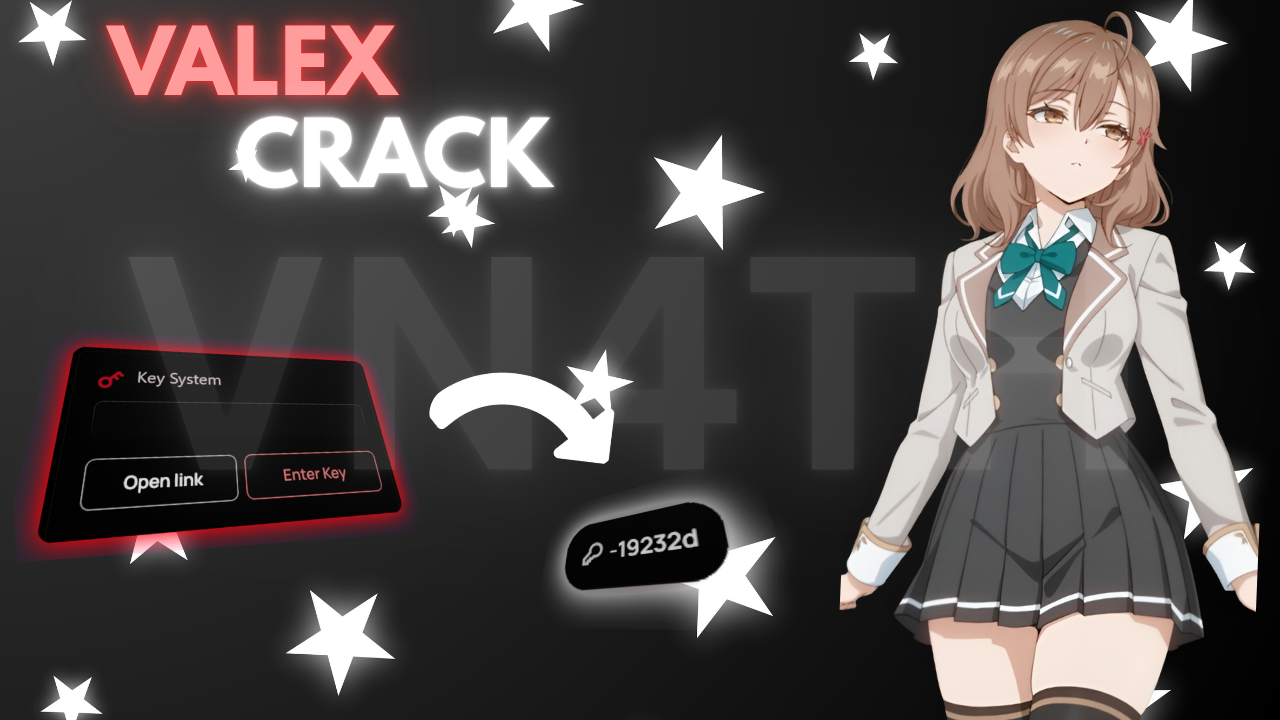 VALEX
CRACK
VN4T
Key System
Open link
Enter Key
-19232d